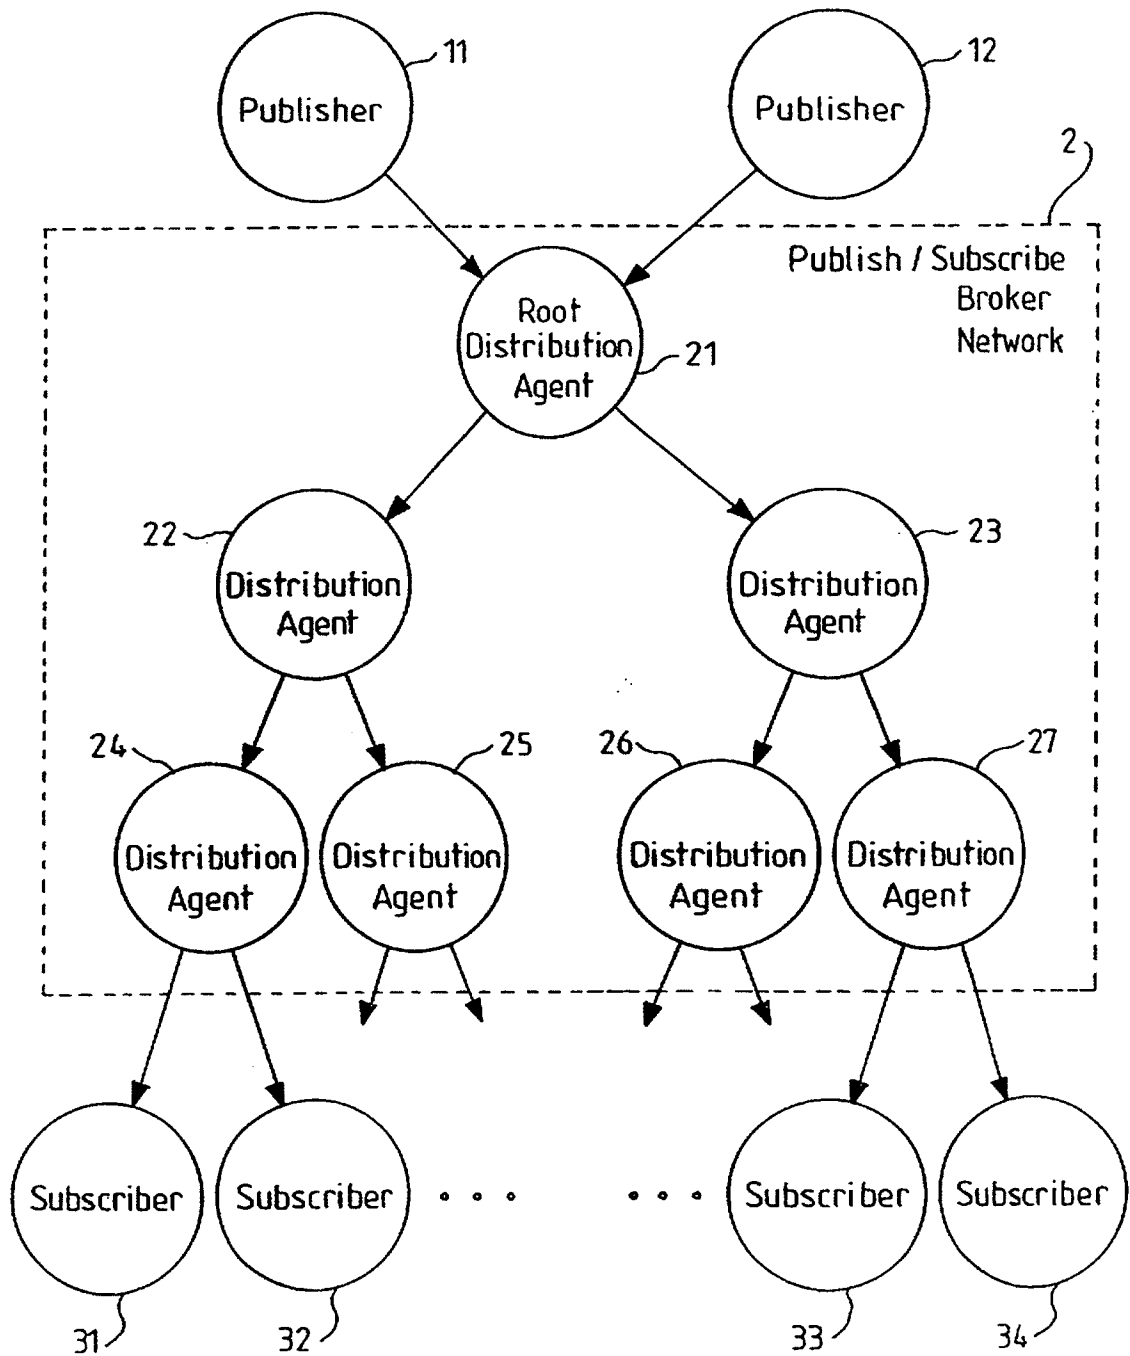 11
12
Publisher
Publisher
2
Publish / Subscribe
Broker
Network
Root
Distribution
Agent
21
22
23
Distribution
Agent
Distribution
Agent
24
25
26
27
Distribution
Agent
Distribution
Agent
Distribution
Agent
Distribution
Agent
Subscriber
Subscriber
Subscriber
Subscriber
31
32
33
34